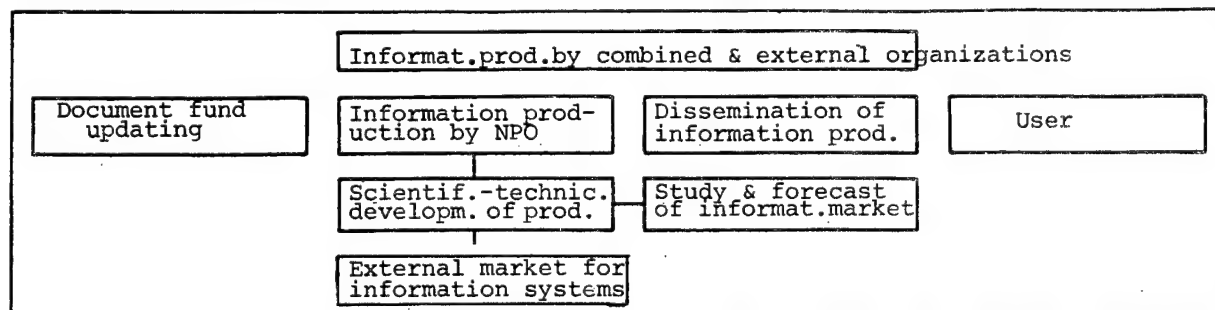 Informat.prod.by combined & external organizations
Document fund
updating
Information prod-
uction by NPO
Dissemination of
information prod.
User
Scientif.-technic.
developm. of prod.
Study & forecast
of informat.market
External market for
information systems